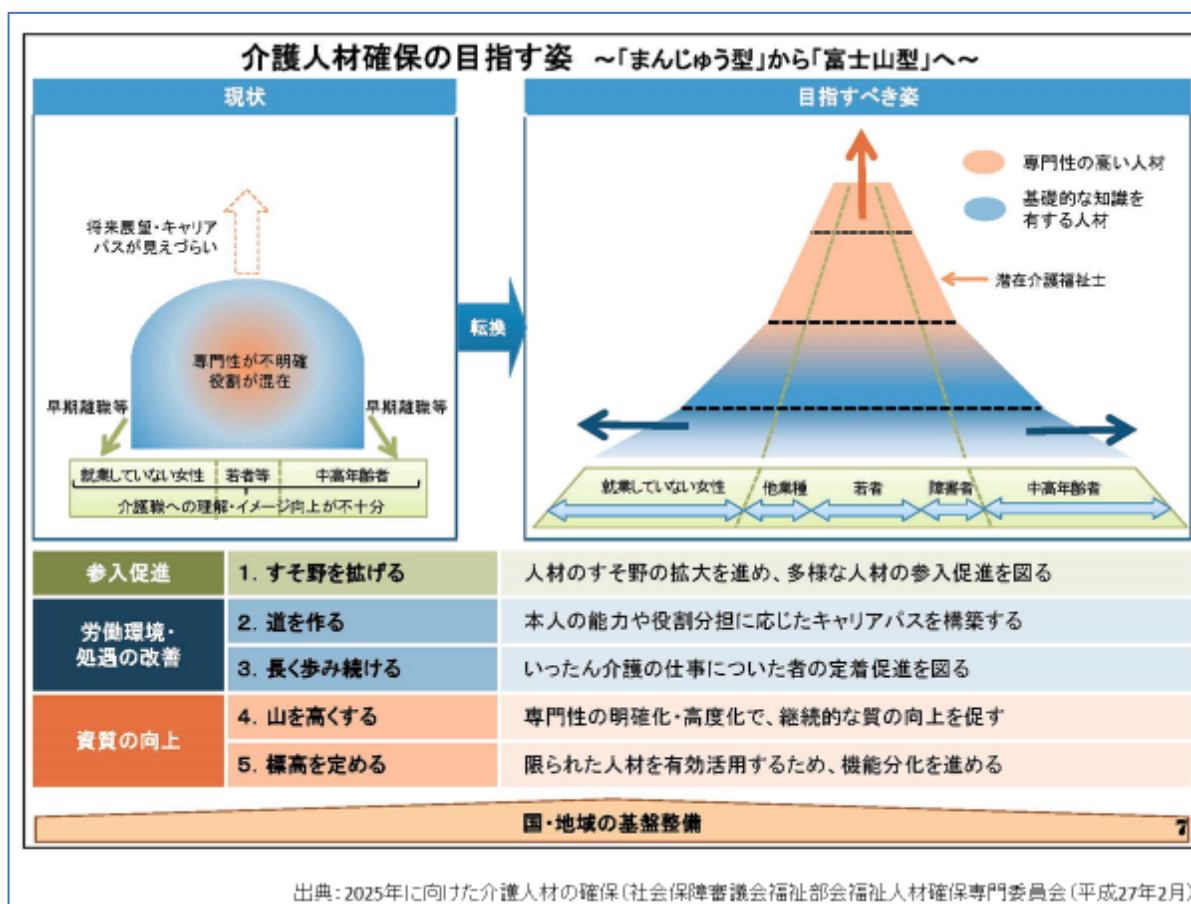 介護人材確保の目指す姿 ～「まんじゅう型」から「富士山型」へ～
現状
将来展望・キャリア
パスが見えづらい
専門性が不明確
役割が混在
早期離職等
早期離職等
就業していない女性
若者等
中高年齢者
介護職への理解・イメージ向上が不十分
転換
目指すべき姿
専門性の高い人材
基礎的な知識を
有する人材
潜在介護福祉士
就業していない女性
他業種
若者
障害者
中高年齢者
参入促進
1. すそ野を拡げる
人材のすそ野の拡大を進め、多様な人材の参入促進を図る
労働環境・
処遇の改善
2. 道を作る
本人の能力や役割分担に応じたキャリアパスを構築する
3. 長く歩み続ける
いったん介護の仕事についた者の定着促進を図る
資質の向上
4. 山を高くする
専門性の明確化・高度化で、継続的な質の向上を促す
5. 標高を定める
限られた人材を有効活用するため、機能分化を進める
国・地域の基盤整備
7
出典：2025年に向けた介護人材の確保（社会保障審議会福祉部会福祉人材確保専門委員会（平成27年2月）